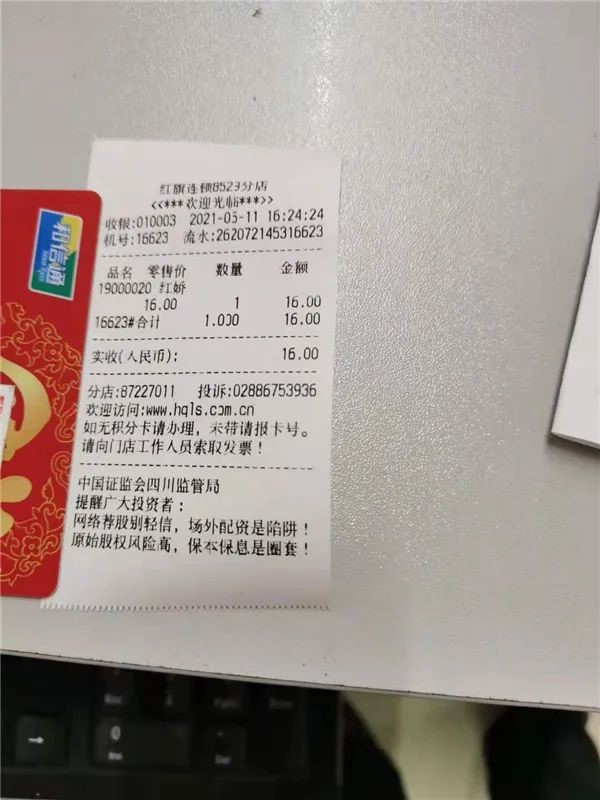 红旗连锁8523分店
<<***欢迎光临***>>
收银:010003 2021-05-11 16:24:24
机号:16623 流水:262072145316623
品名 零售价 数量 金额
19000020 红娇
16.00 1 16.00
16623#合计 1.000 16.00
实收(人民币): 16.00
分店:87227011 投诉:02886753936
欢迎访问:www.hqls.com.cn
如无积分卡请办理，未带请报卡号。
请向门店工作人员索取发票！
中国证监会四川监管局
提醒广大投资者：
网络荐股别轻信，场外配资是陷阱！
原始股权风险高，保本保息是圈套！
和信通
0
Ins